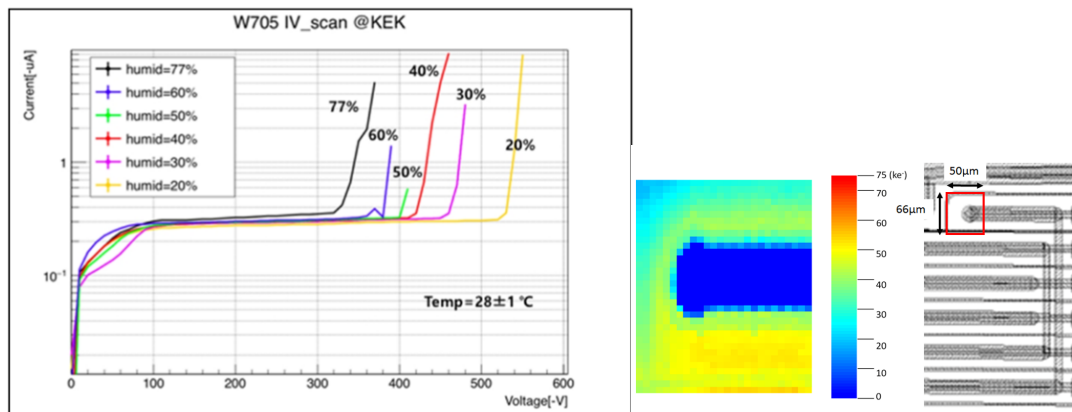 W705 IV_scan @KEK
Current[-uA]
humid=77%
humid=60%
humid=50%
humid=40%
humid=30%
humid=20%
77%
60%
50%
40%
30%
20%
1
10⁻¹
Temp=28±1 ℃
0 100 200 300 400 500 600
Voltage[-V]
75 (ke⁻)
70
60
50
40
30
20
10
0
50μm
66μm